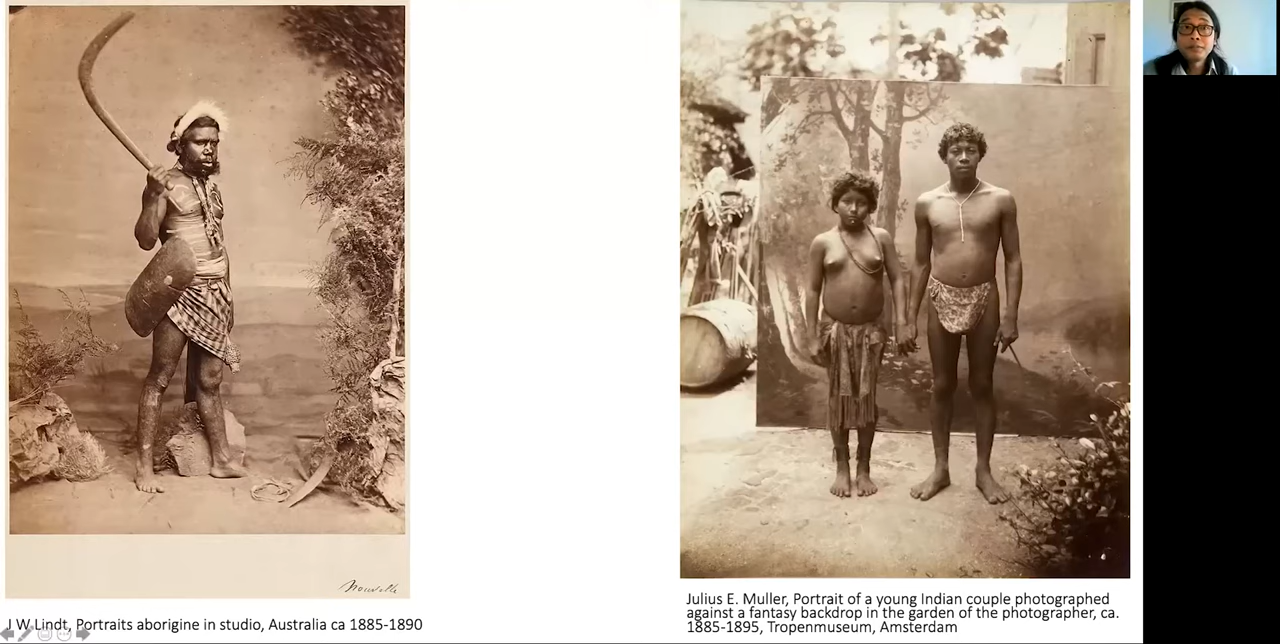 J W Lindt, Portraits aborigine in studio, Australia ca 1885-1890
Julius E. Muller, Portrait of a young Indian couple photographed
against a fantasy backdrop in the garden of the photographer, ca.
1885-1895, Tropenmuseum, Amsterdam